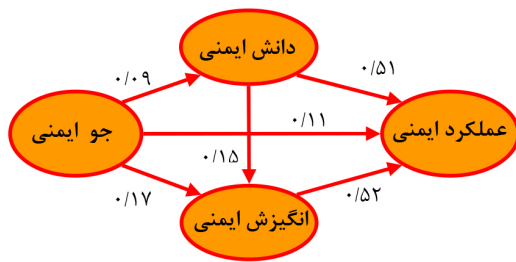 دانش ایمنی
۰/۰۹
۰/۵۱
جو ایمنی
۰/۱۱
عملکرد ایمنی
۰/۱۵
۰/۱۷
۰/۵۲
انگیزش ایمنی